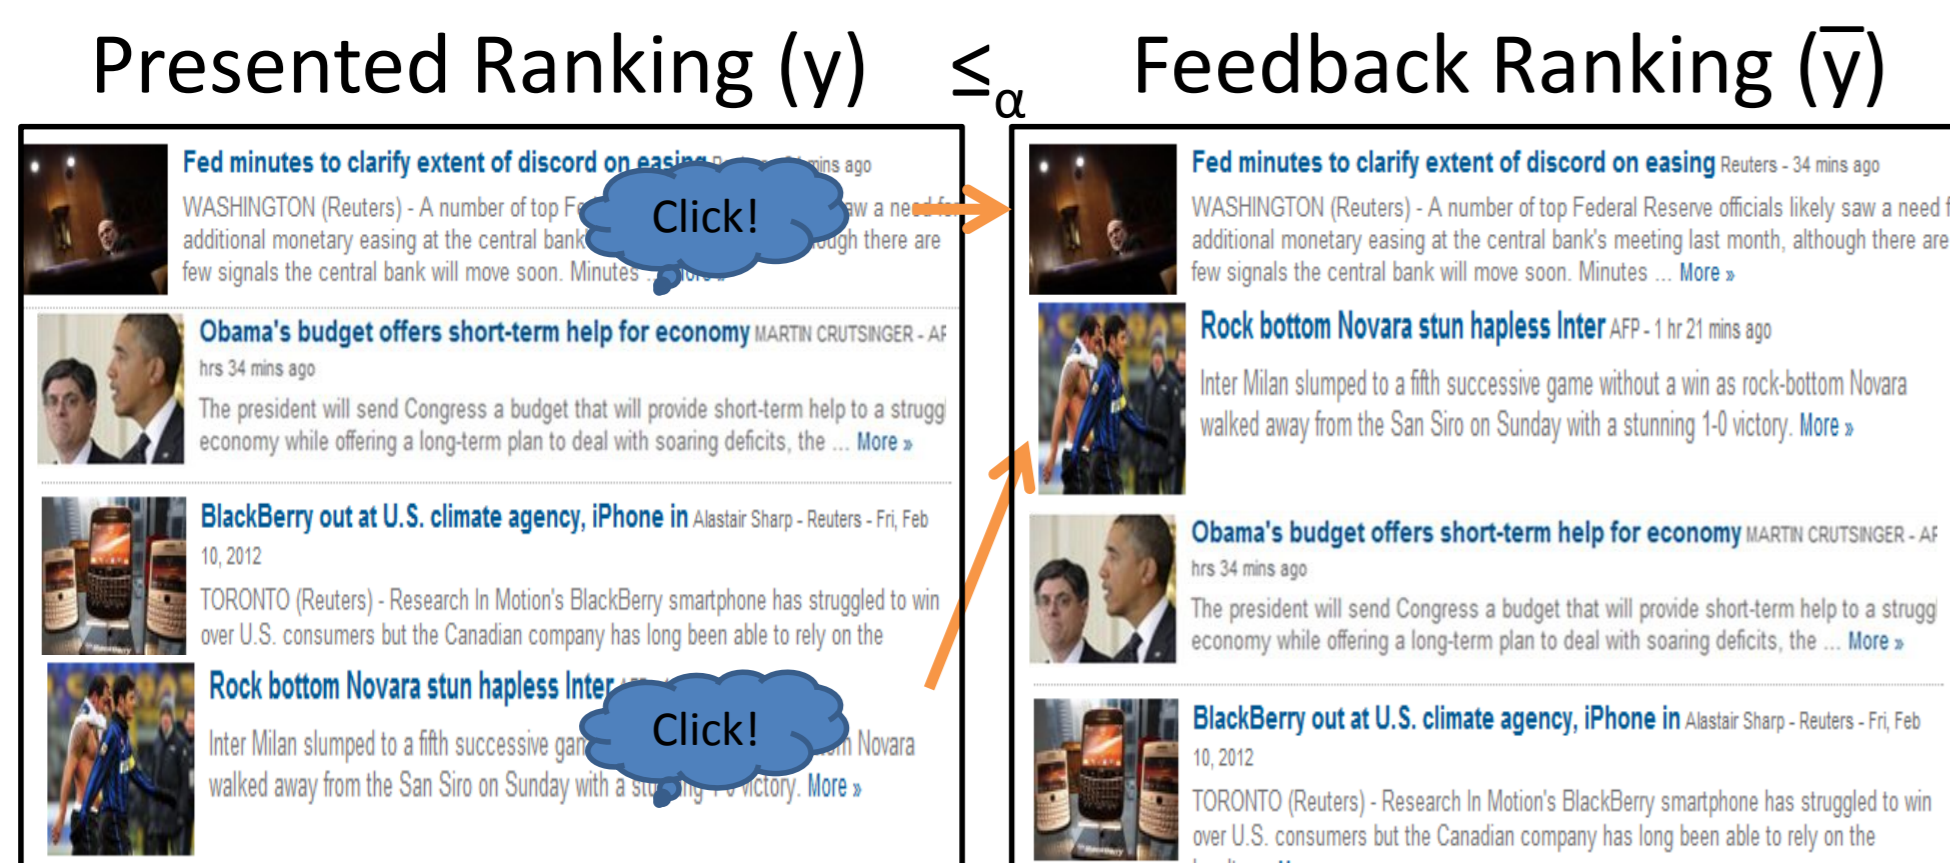 Presented Ranking (y) ≤α Feedback Ranking (y̅)
Fed minutes to clarify extent of discord on easing mins ago
WASHINGTON (Reuters) - A number of top Click! aw a need
additional monetary easing at the central bank there are
few signals the central bank will move soon. Minutes ...
Obama's budget offers short-term help for economy MARTIN CRUTSINGER - AP
hrs 34 mins ago
The president will send Congress a budget that will provide short-term help to a strugg
economy while offering a long-term plan to deal with soaring deficits, the ... More »
BlackBerry out at U.S. climate agency, iPhone in Alastair Sharp - Reuters - Fri, Feb
10, 2012
TORONTO (Reuters) - Research In Motion's BlackBerry smartphone has struggled to win
over U.S. consumers but the Canadian company has long been able to rely on the
Rock bottom Novara stun hapless Inter
Inter Milan slumped to a fifth successive Click! Novara
walked away from the San Siro on Sunday with a victory. More »
Fed minutes to clarify extent of discord on easing Reuters - 34 mins ago
WASHINGTON (Reuters) - A number of top Federal Reserve officials likely saw a need f
additional monetary easing at the central bank's meeting last month, although there are
few signals the central bank will move soon. Minutes ... More »
Rock bottom Novara stun hapless Inter AFP - 1 hr 21 mins ago
Inter Milan slumped to a fifth successive game without a win as rock-bottom Novara
walked away from the San Siro on Sunday with a stunning 1-0 victory. More »
Obama's budget offers short-term help for economy MARTIN CRUTSINGER - AP
hrs 34 mins ago
The president will send Congress a budget that will provide short-term help to a strugg
economy while offering a long-term plan to deal with soaring deficits, the ... More »
BlackBerry out at U.S. climate agency, iPhone in Alastair Sharp - Reuters - Fri, Feb
10, 2012
TORONTO (Reuters) - Research In Motion's BlackBerry smartphone has struggled to win
over U.S. consumers but the Canadian company has long been able to rely on the